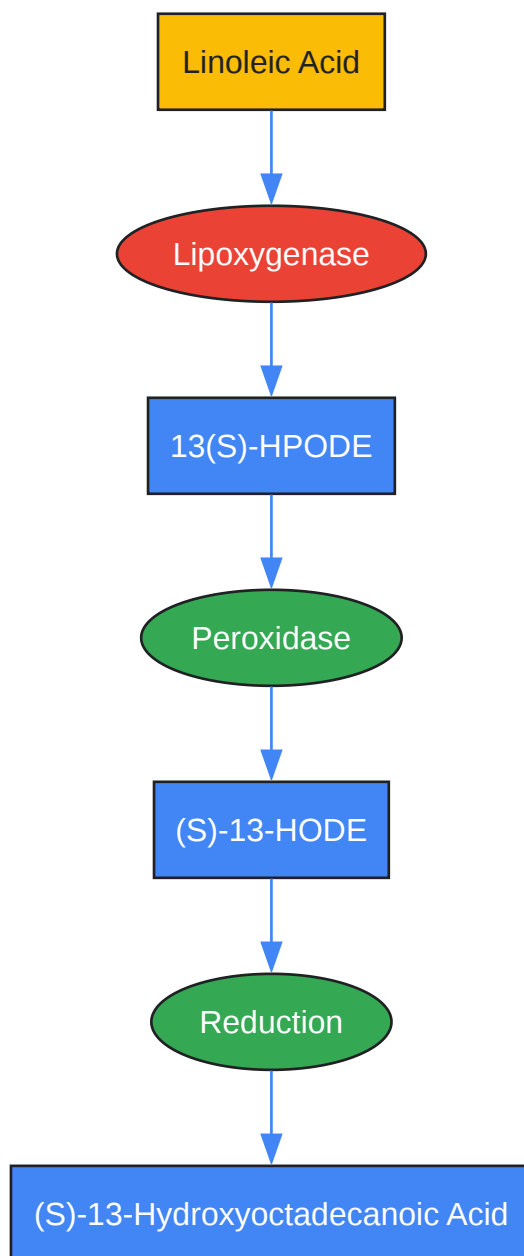 Linoleic Acid
Lipoxygenase
13(S)-HPODE
Peroxidase
(S)-13-HODE
Reduction
(S)-13-Hydroxyoctadecanoic Acid